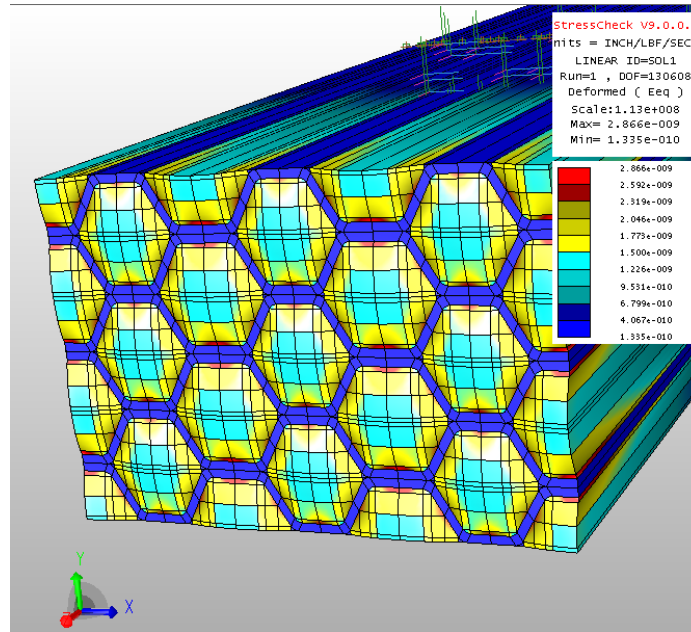 StressCheck V9.0.0.
nits = INCH/LBF/SEC
LINEAR ID=SOL1
Run=1 , DOF=130608
Deformed ( Eq )
Scale:1.13e+008
Max= 2.866e-009
Min= 1.335e-010
2.866e-009
2.592e-009
2.319e-009
2.046e-009
1.773e-009
1.500e-009
1.226e-009
9.531e-010
6.799e-010
4.067e-010
1.335e-010
Y
X